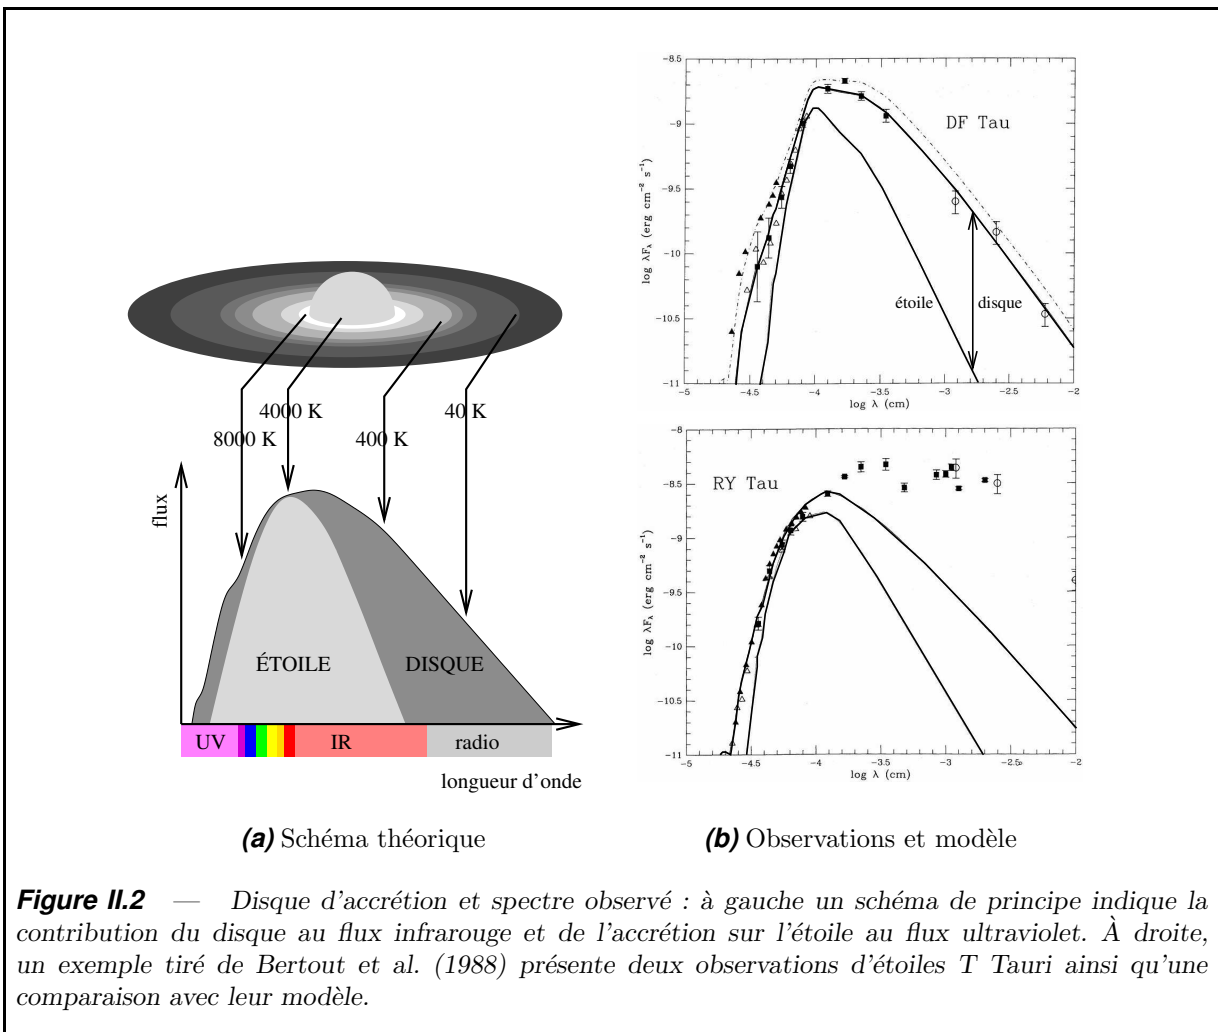 4000 K
40 K
8000 K
400 K
flux
ÉTOILE
DISQUE
UV
IR
radio
longueur d'onde
(a) Schéma théorique
-8.5
-9
-9.5
-10
-10.5
-11
log λF_λ (erg cm⁻² s⁻¹)
DF Tau
étoile
disque
-5
-4.5
-4
-3.5
-3
-2.5
-2
log λ (cm)
-8
-8.5
-9
-9.5
-10
-10.5
-11
log λF_λ (erg cm⁻² s⁻¹)
RY Tau
-5
-4.5
-4
-3.5
-3
-2.5
-2
log λ (cm)
(b) Observations et modèle
Figure II.2 — Disque d'accrétion et spectre observé : à gauche un schéma de principe indique la
contribution du disque au flux infrarouge et de l'accrétion sur l'étoile au flux ultraviolet. À droite,
un exemple tiré de Bertout et al. (1988) présente deux observations d'étoiles T Tauri ainsi qu'une
comparaison avec leur modèle.